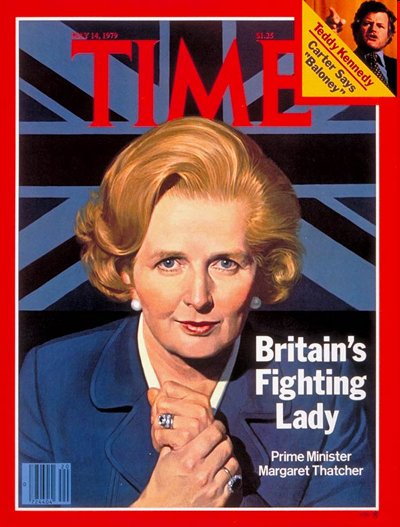 MAY 14, 1979
$1.25
TIME
Teddy Kennedy
Carter Says
"Baloney"
Britain's
Fighting
Lady
Prime Minister
Margaret Thatcher